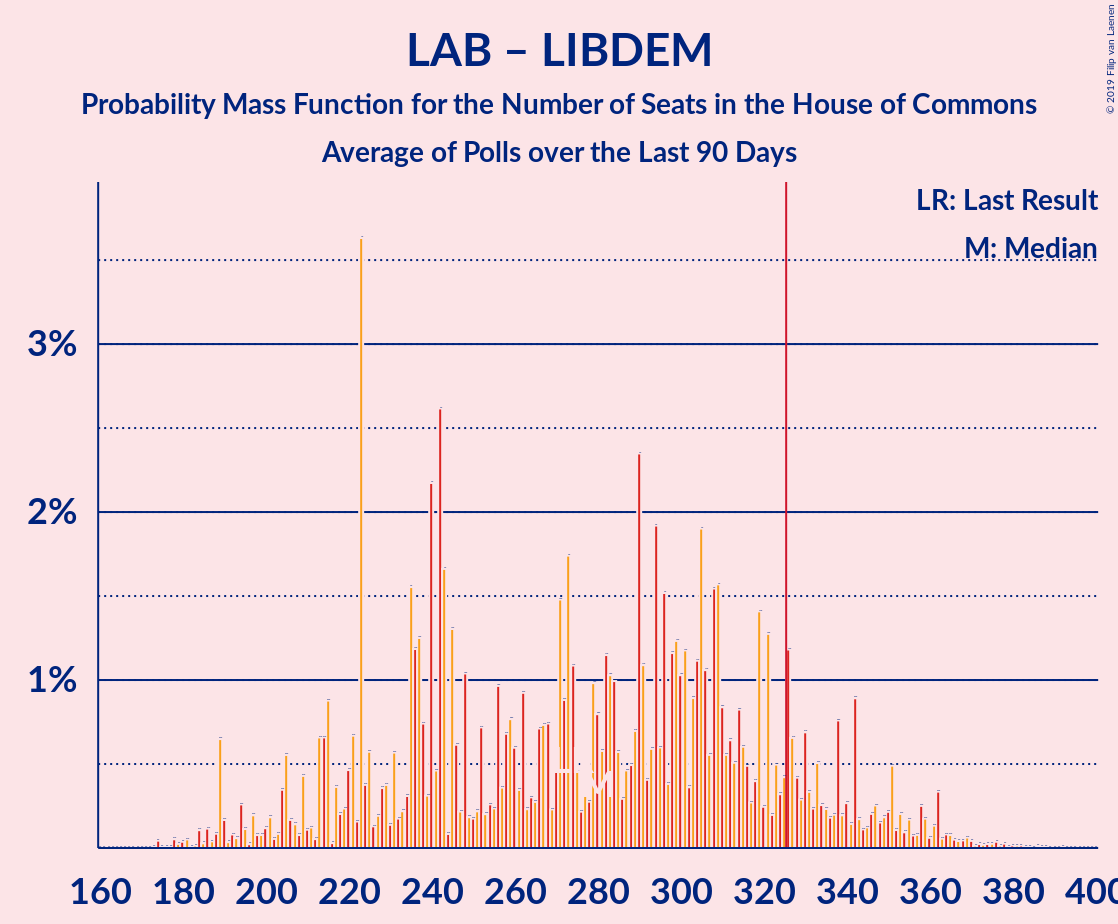 LAB – LIBDEM
Probability Mass Function for the Number of Seats in the House of Commons
Average of Polls over the Last 90 Days
© 2019 Filip van Laenen
LR: Last Result
M: Median
3%
2%
1%
160 180 200 220 240 260 280 300 320 340 360 380 400